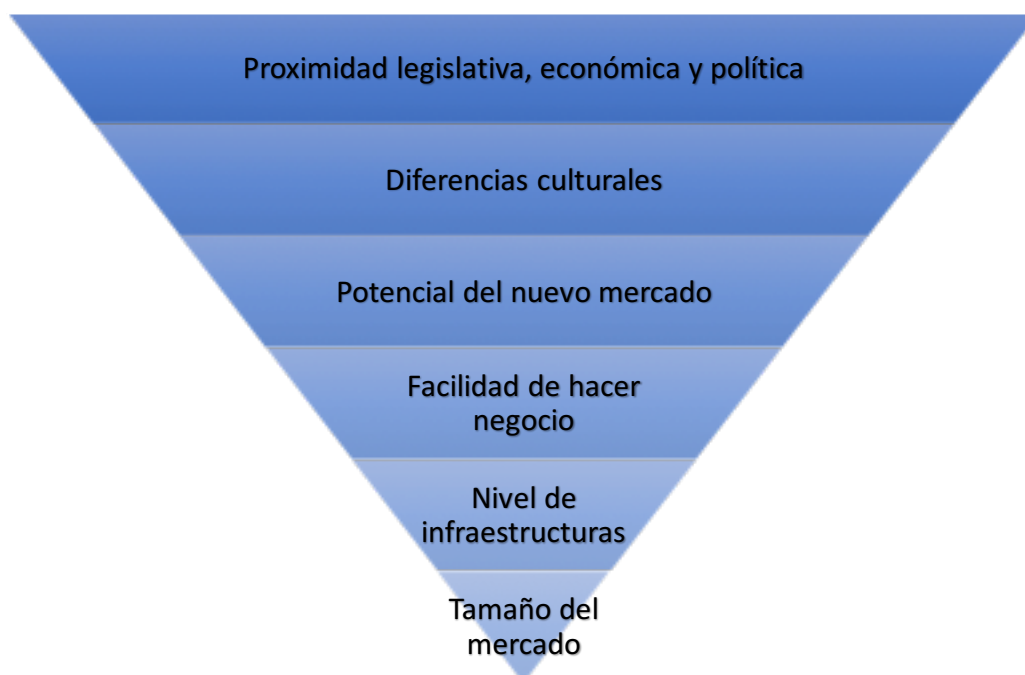 Proximidad legislativa, económica y política
Diferencias culturales
Potencial del nuevo mercado
Facilidad de hacer
negocio
Nivel de
infraestructuras
Tamaño del
mercado